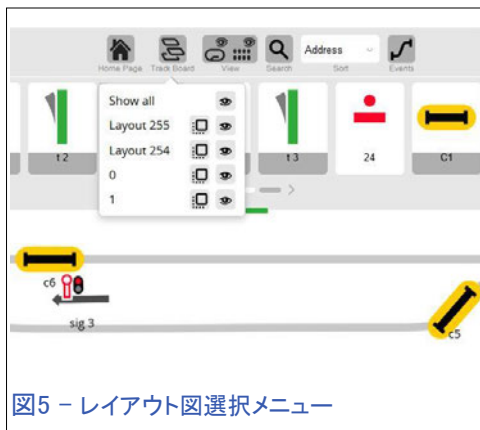 Address
Home Page Track Board View Search Sort Events
Show all
Layout 255
Layout 254
0
1
t 2
t 3
24
C1
c6
sig 3
c5
図5 － レイアウト図選択メニュー